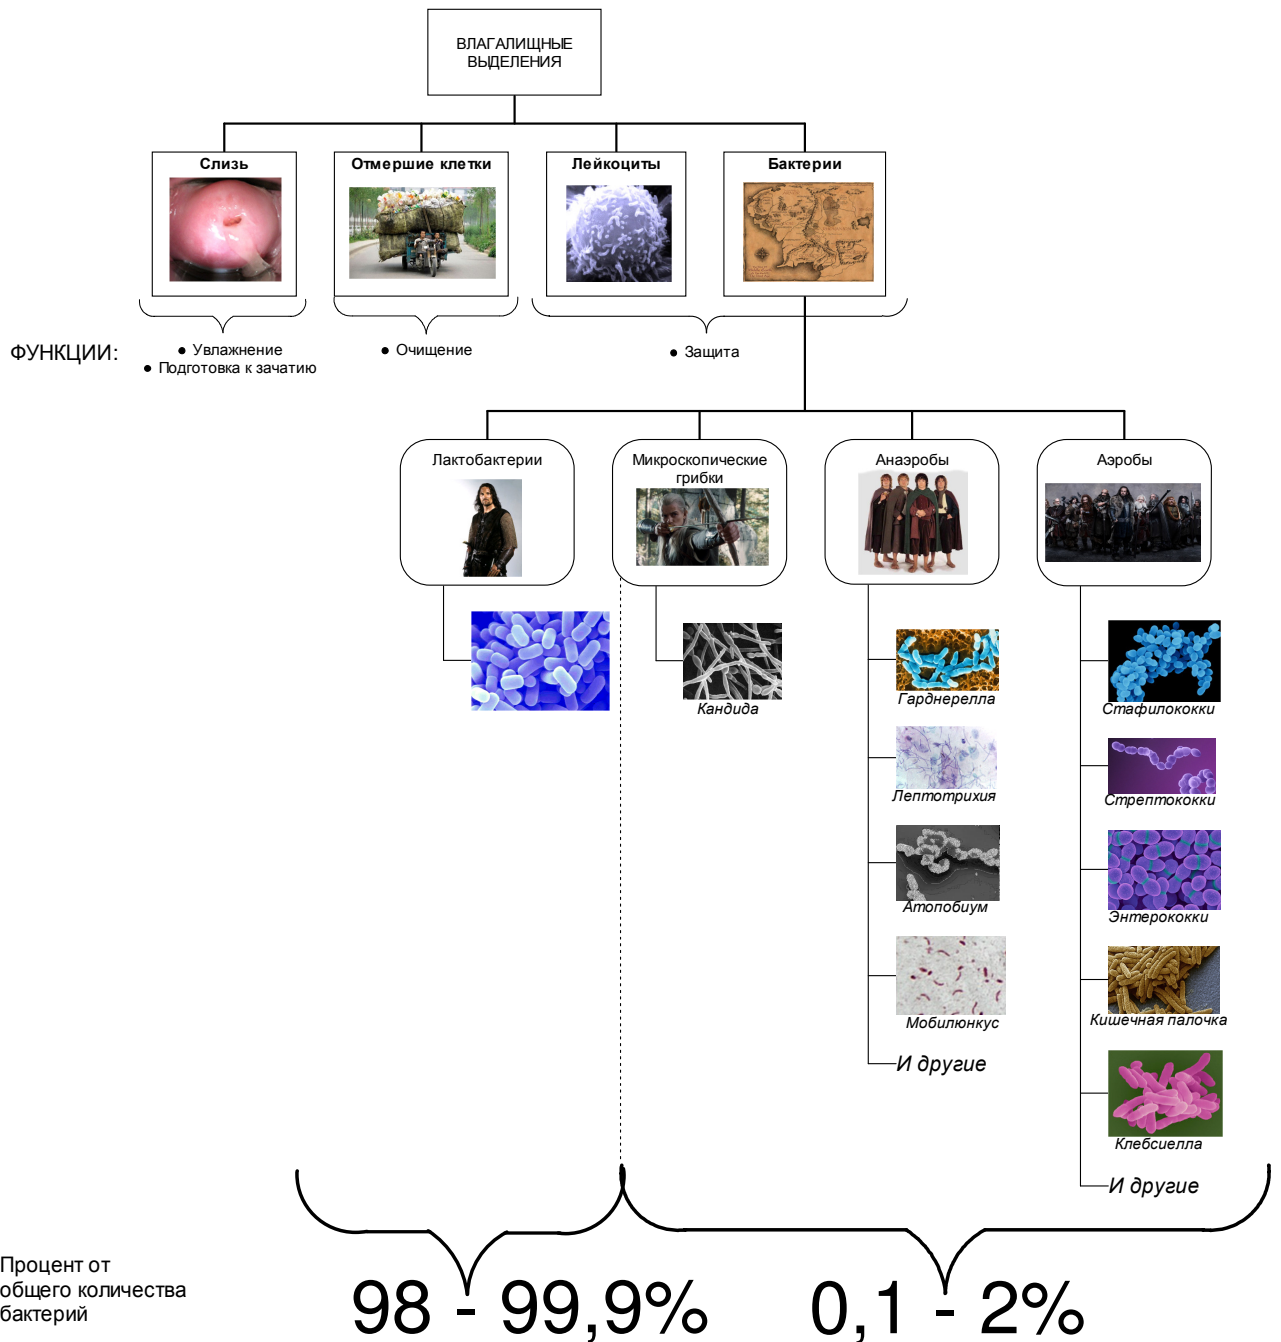 ВЛАГАЛИЩНЫЕ
ВЫДЕЛЕНИЯ
Слизь
Отмершие клетки
Лейкоциты
Бактерии
ФУНКЦИИ:
● Увлажнение
● Подготовка к зачатию
● Очищение
● Защита
Лактобактерии
Микроскопические
грибки
Анаэробы
Аэробы
Кандида
Гарднерелла
Лептотрихия
Атопобиум
Мобилюнкус
И другие
Стафилококки
Стрептококки
Энтерококки
Кишечная палочка
Клебсиелла
И другие
Процент от
общего количества
бактерий
98 - 99,9%
0,1 - 2%